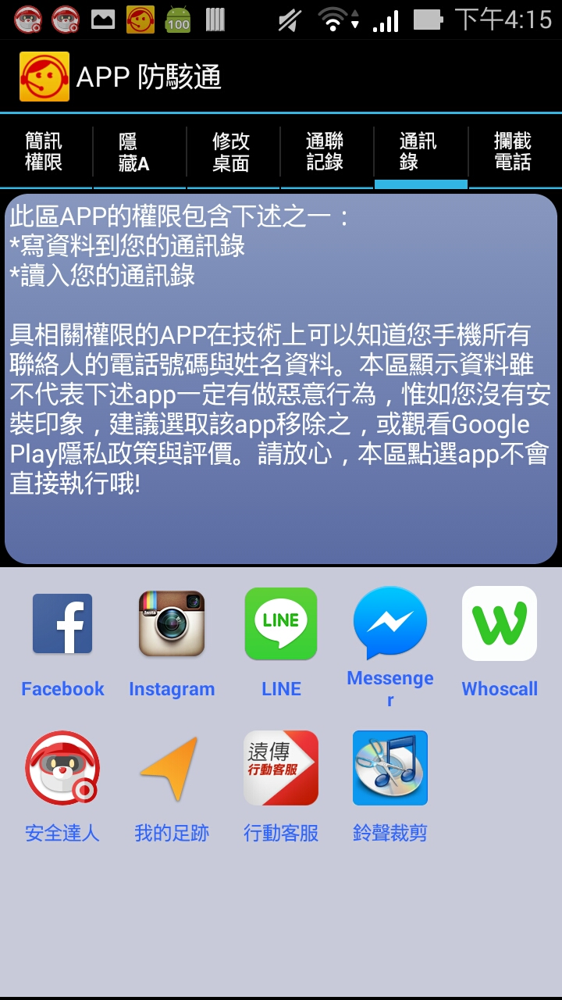 100
下午4:15
APP 防駭通
簡訊
權限
隱
藏A
修改
桌面
通聯
記錄
通訊
錄
攔截
電話
此區APP的權限包含下述之一：
*寫資料到您的通訊錄
*讀入您的通訊錄
具相關權限的APP在技術上可以知道您手機所有
聯絡人的電話號碼與姓名資料。本區顯示資料雖
不代表下述app一定有做惡意行為，惟如您沒有安
裝印象，建議選取該app移除之，或觀看Google
Play隱私政策與評價。請放心，本區點選app不會
直接執行哦!
Insta
LINE
Facebook
Instagram
LINE
Messenge
r
Whoscall
遠傳
行動客服
安全達人
我的足跡
行動客服
鈴聲裁剪